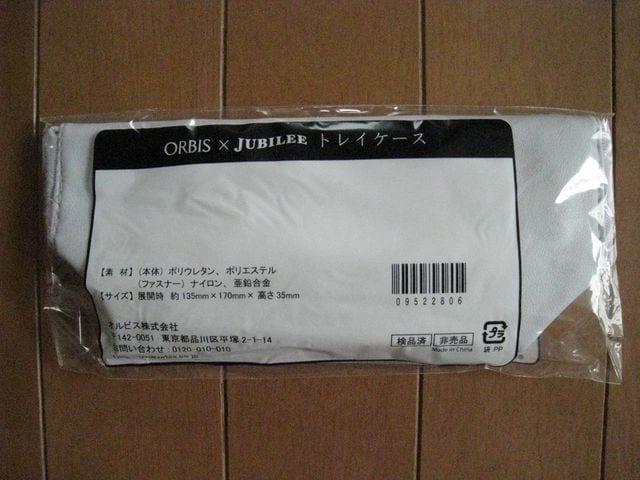 ORBIS × JUBILEE トレイケース
【素 材】(本体) ポリウレタン、ポリエステル
(ファスナー) ナイロン、亜鉛合金
【サイズ】展開時 約 135mm×170mm× 高さ 35mm
09522806
オルビス株式会社
〒142-0051 東京都品川区平塚 2-1-14
お問い合わせ:0120-010-010
検品済 非売品
Made in China
プラ
袋 PP